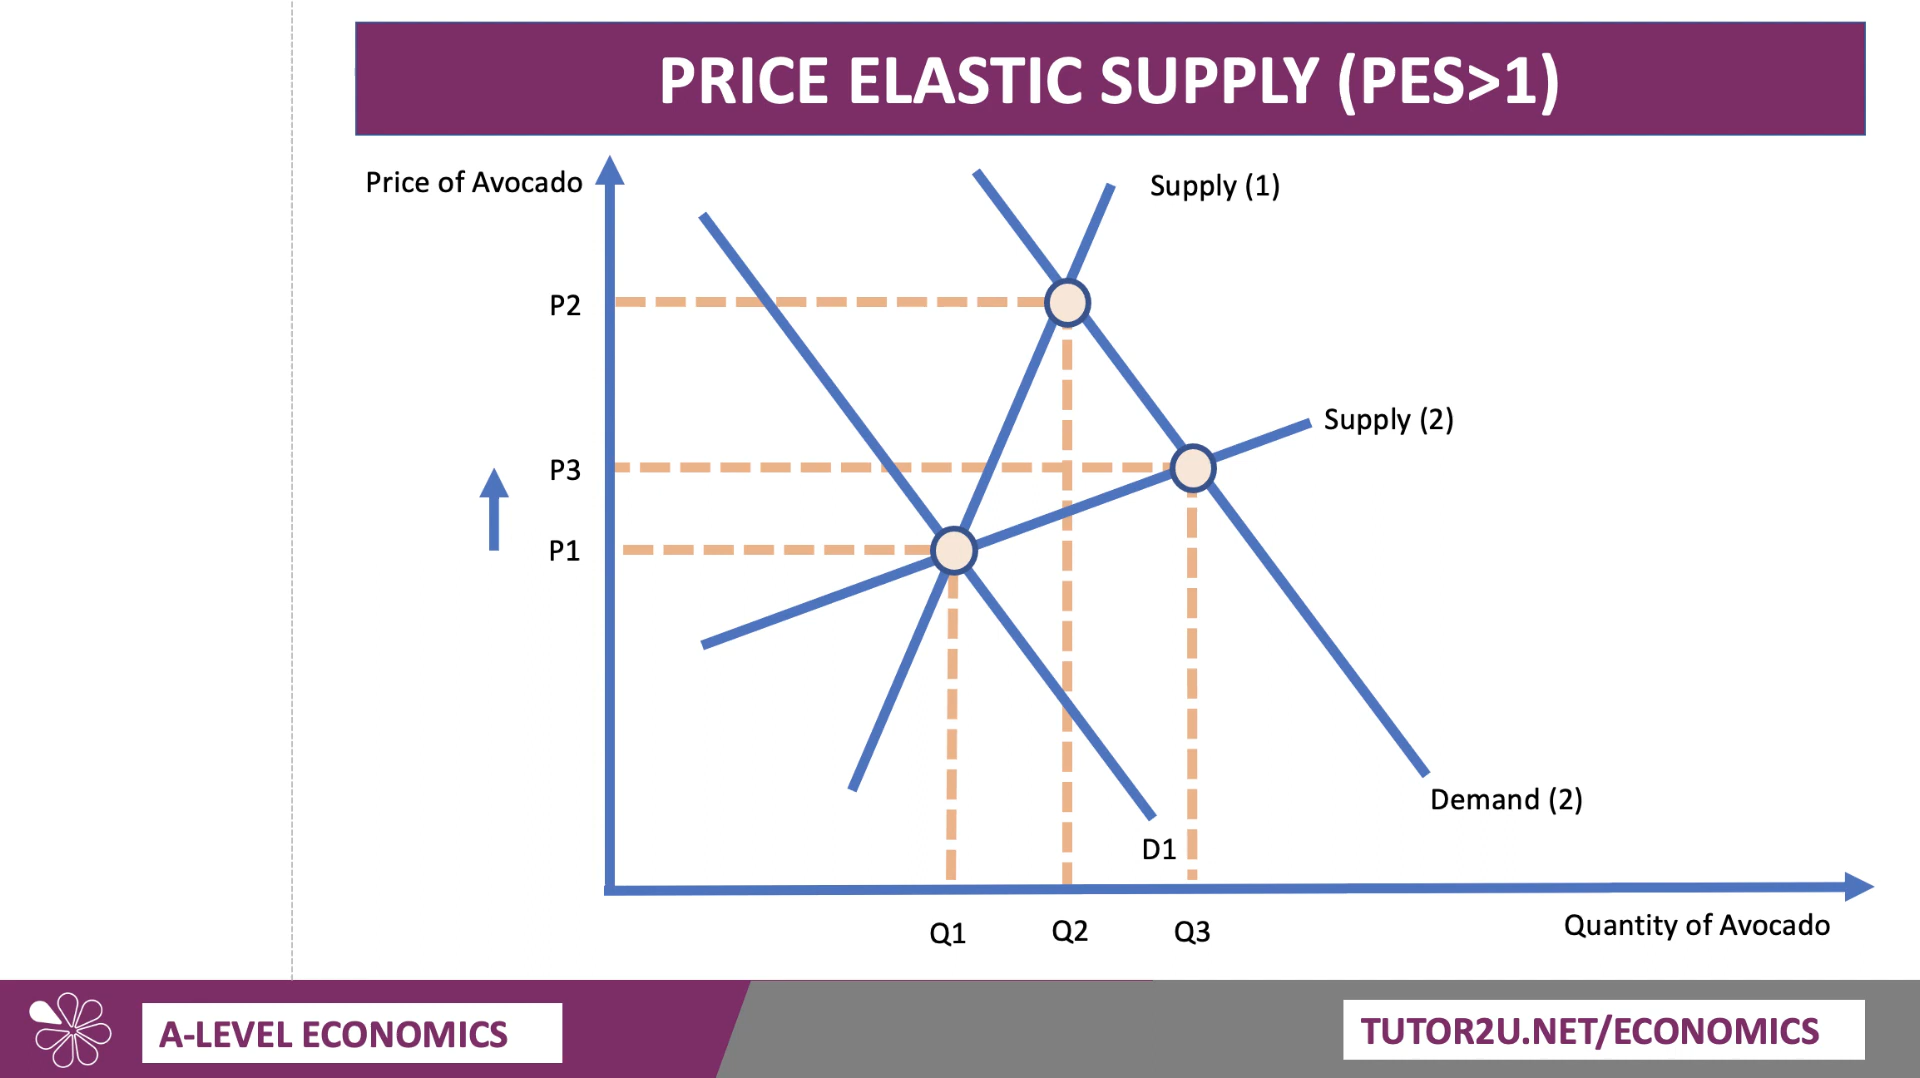 PRICE ELASTIC SUPPLY (PES>1)
Price of Avocado
Supply (1)
P2
Supply (2)
P3
P1
Demand (2)
D1
Q1
Q2
Q3
Quantity of Avocado
A-LEVEL ECONOMICS
TUTOR2U.NET/ECONOMICS